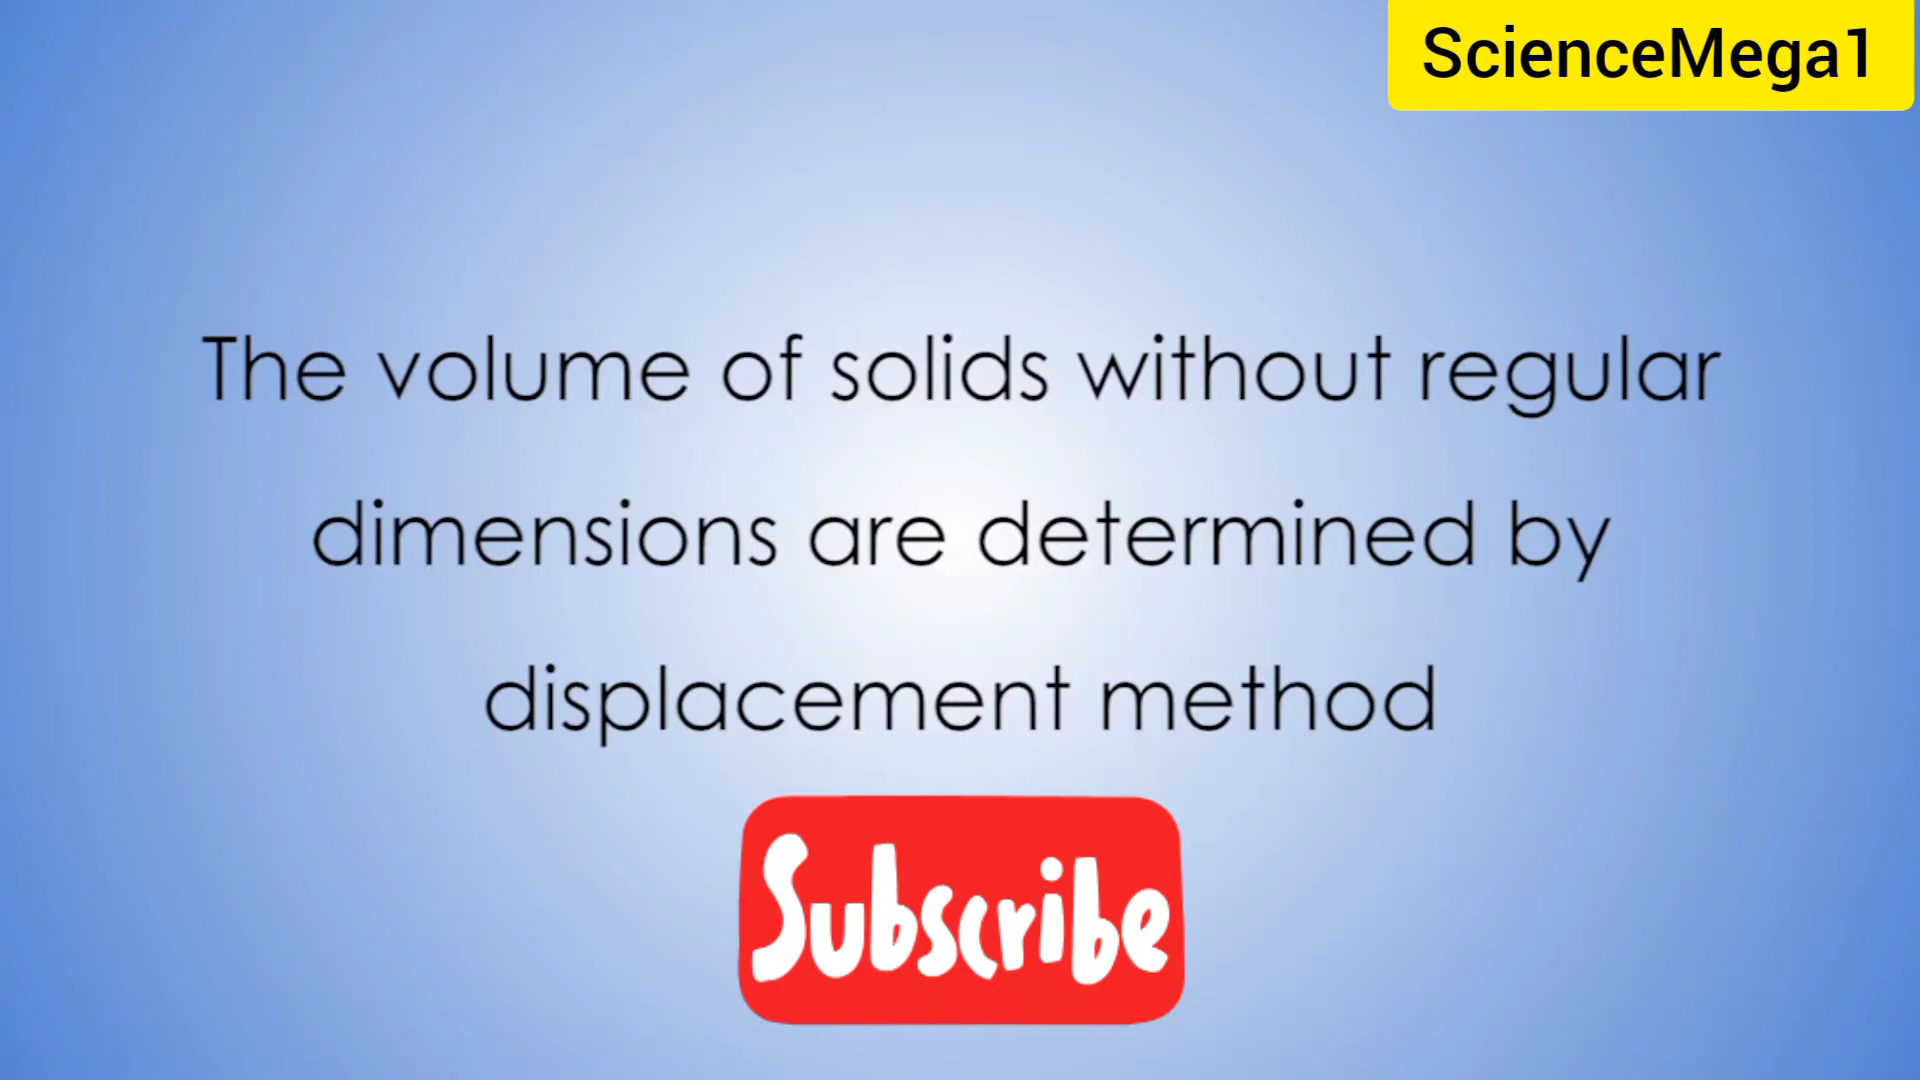 ScienceMega1
The volume of solids without regular
dimensions are determined by
displacement method
Subscribe